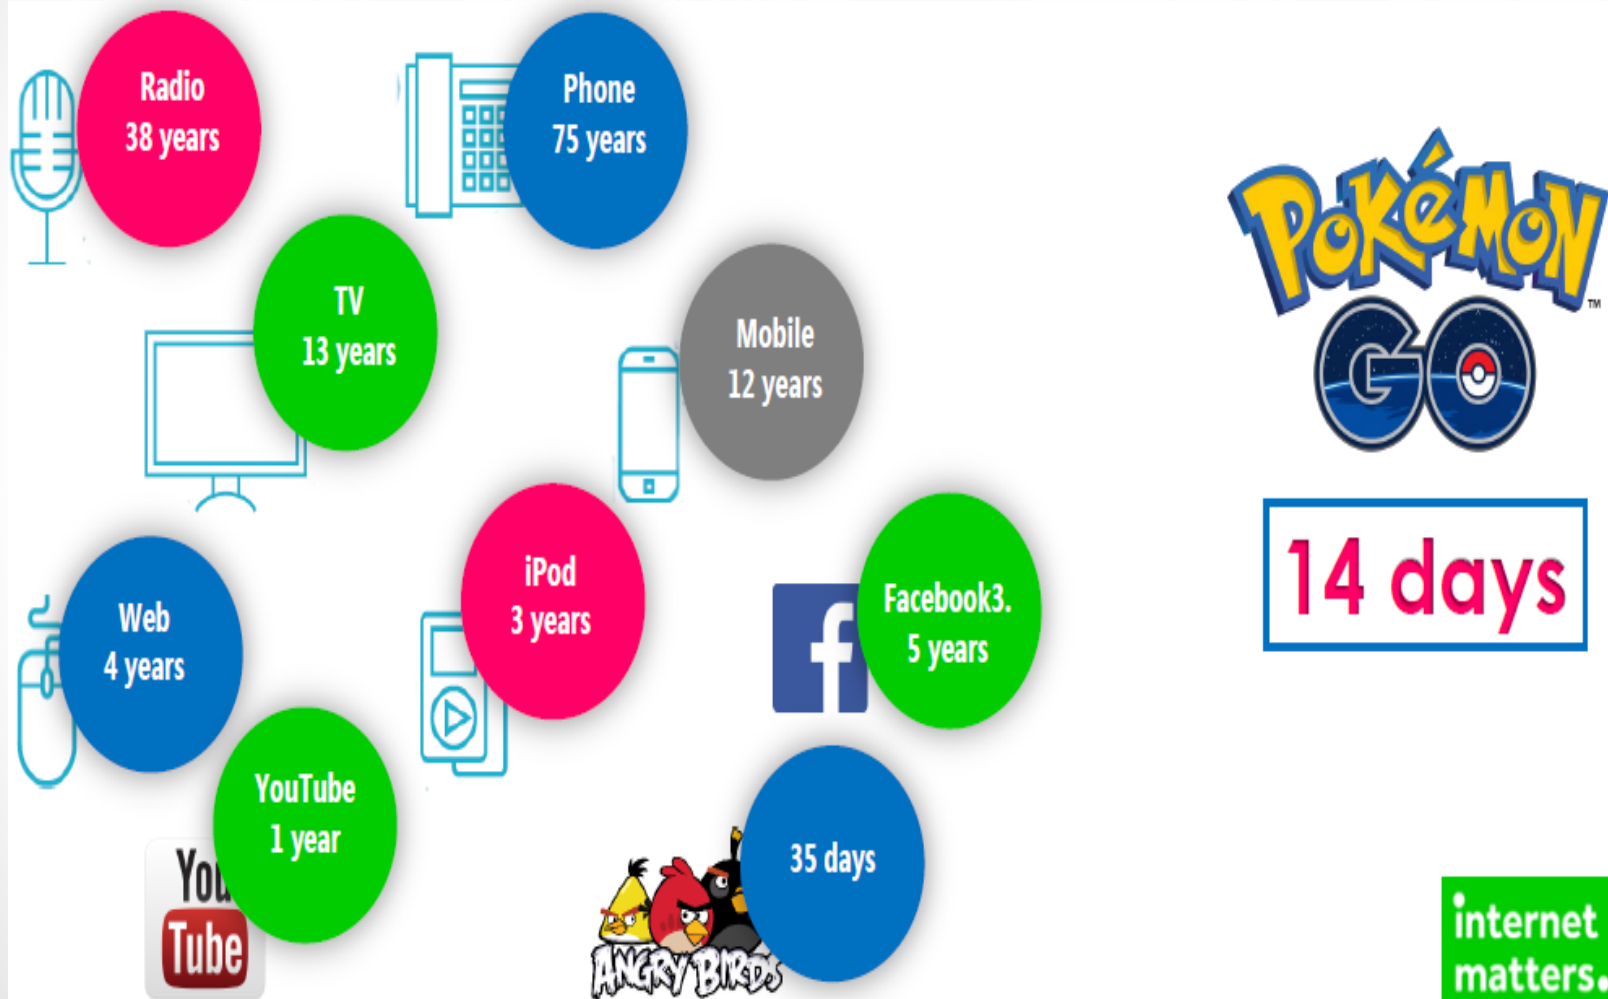 Radio
38 years
Phone
75 years
TV
13 years
Mobile
12 years
POKéMON
TM
GO
iPod
3 years
Facebook3.
5 years
f
14 days
Web
4 years
YouTube
1 year
You
Tube
35 days
ANGRY BIRDS
internet
matters.